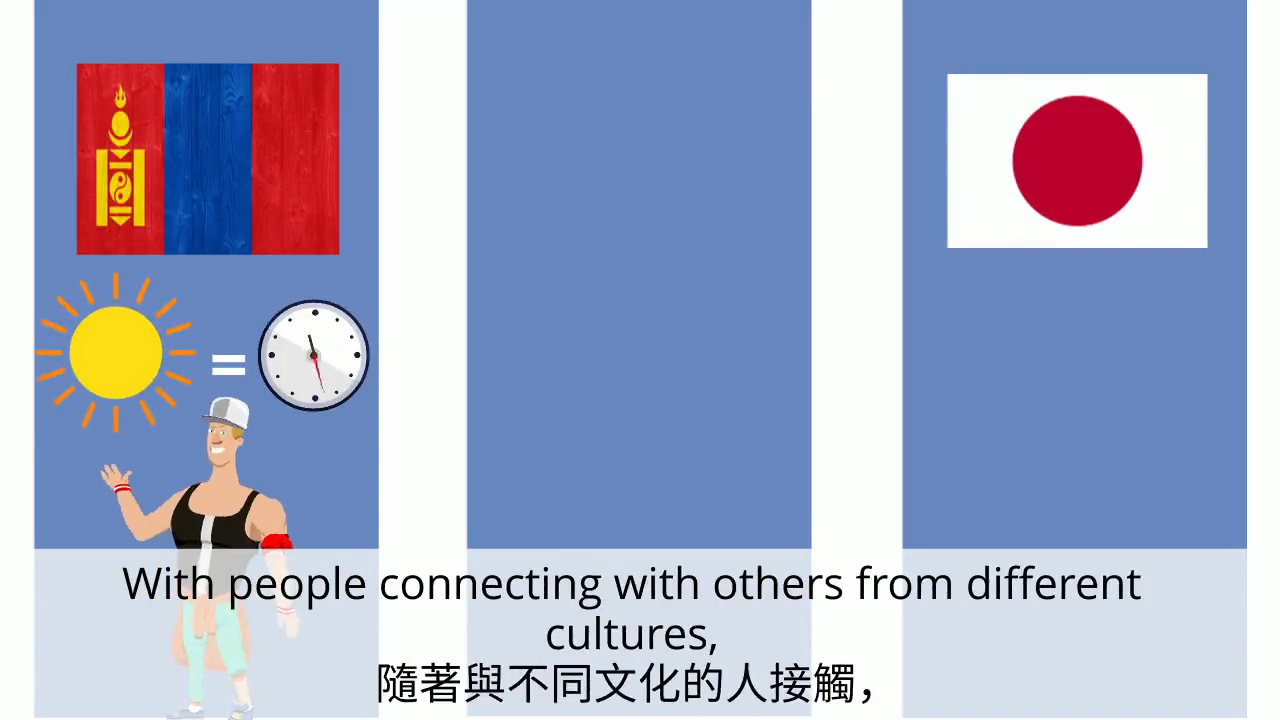 With people connecting with others from different
cultures,
隨著與不同文化的人接觸，